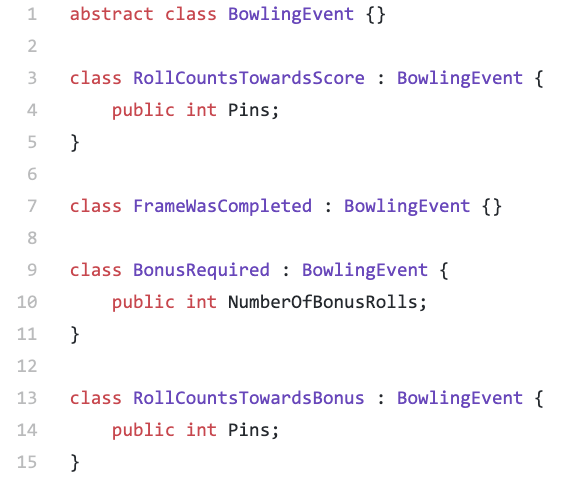 1 abstract class BowlingEvent {}
2
3 class RollCountsTowardsScore : BowlingEvent {
4     public int Pins;
5 }
6
7 class FrameWasCompleted : BowlingEvent {}
8
9 class BonusRequired : BowlingEvent {
10     public int NumberOfBonusRolls;
11 }
12
13 class RollCountsTowardsBonus : BowlingEvent {
14     public int Pins;
15 }